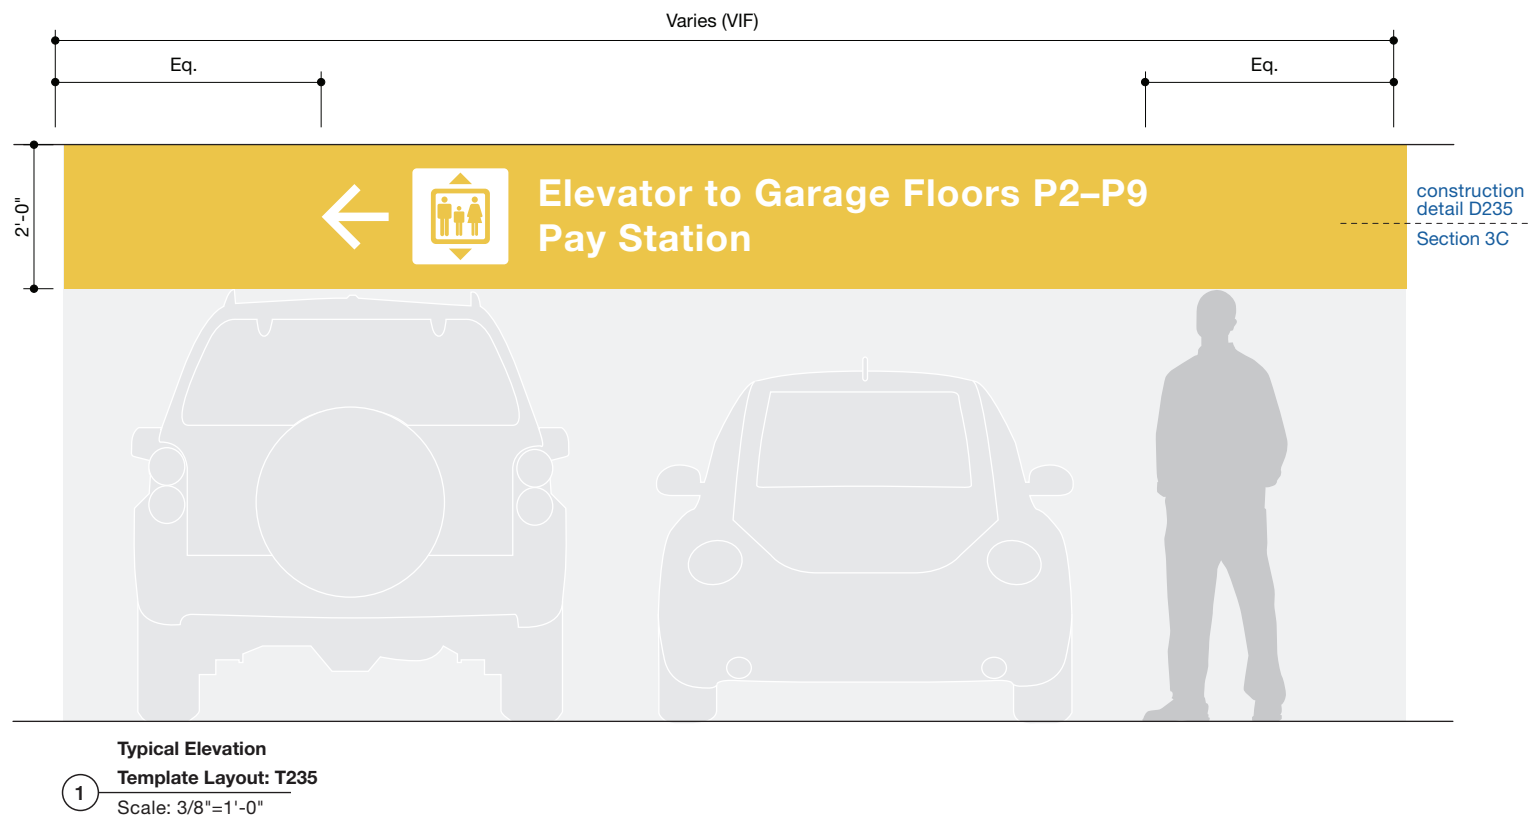 Varies (VIF)
Eq.
Eq.
2'-0"
Elevator to Garage Floors P2–P9
Pay Station
construction
detail D235
Section 3C
Typical Elevation
Template Layout: T235
1
Scale: 3/8"=1'-0"